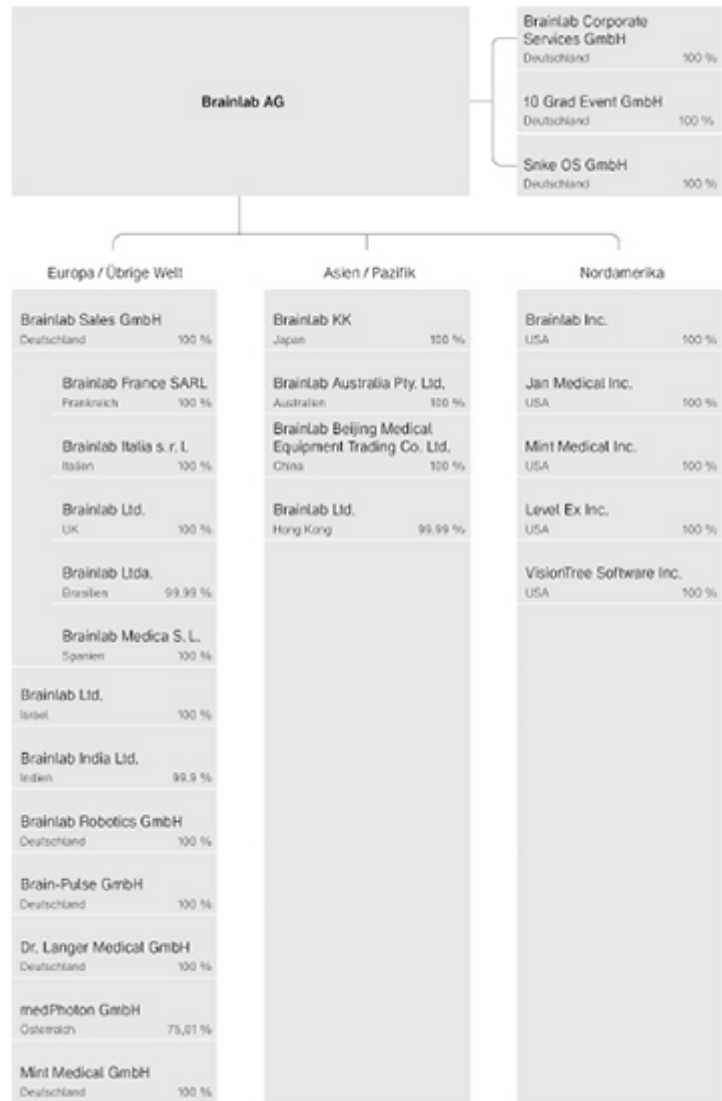 Brainlab AG
Brainlab Corporate
Services GmbH
Deutschland 100 %
10 Grad Event GmbH
Deutschland 100 %
Snke OS GmbH
Deutschland 100 %
Europa / Übrige Welt
Brainlab Sales GmbH
Deutschland 100 %
Brainlab France SARL
Frankreich 100 %
Brainlab Italia s. r. l.
Italien 100 %
Brainlab Ltd.
UK 100 %
Brainlab Ltda.
Brasilien 99.99 %
Brainlab Medica S. L.
Spanien 100 %
Brainlab Ltd.
Israel 100 %
Brainlab India Ltd.
Indien 99.9 %
Brainlab Robotics GmbH
Deutschland 100 %
Brain-Pulse GmbH
Deutschland 100 %
Dr. Langer Medical GmbH
Deutschland 100 %
medPhoton GmbH
Österreich 75,01 %
Mint Medical GmbH
Deutschland 100 %
Asien / Pazifik
Brainlab KK
Japan 100 %
Brainlab Australia Pty. Ltd.
Australien 100 %
Brainlab Beijing Medical
Equipment Trading Co. Ltd.
China 100 %
Brainlab Ltd.
Hong Kong 99.99 %
Nordamerika
Brainlab Inc.
USA 100 %
Jan Medical Inc.
USA 100 %
Mint Medical Inc.
USA 100 %
Level Ex Inc.
USA 100 %
VisionTree Software Inc.
USA 100 %